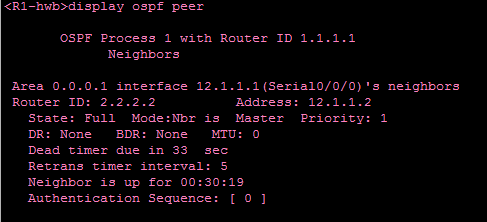 <R1-hwb>display ospf peer
OSPF Process 1 with Router ID 1.1.1.1
Neighbors
Area 0.0.0.1 interface 12.1.1.1(Serial0/0/0)'s neighbors
Router ID: 2.2.2.2 Address: 12.1.1.2
State: Full Mode:Nbr is Master Priority: 1
DR: None BDR: None MTU: 0
Dead timer due in 33 sec
Retrans timer interval: 5
Neighbor is up for 00:30:19
Authentication Sequence: [ 0 ]